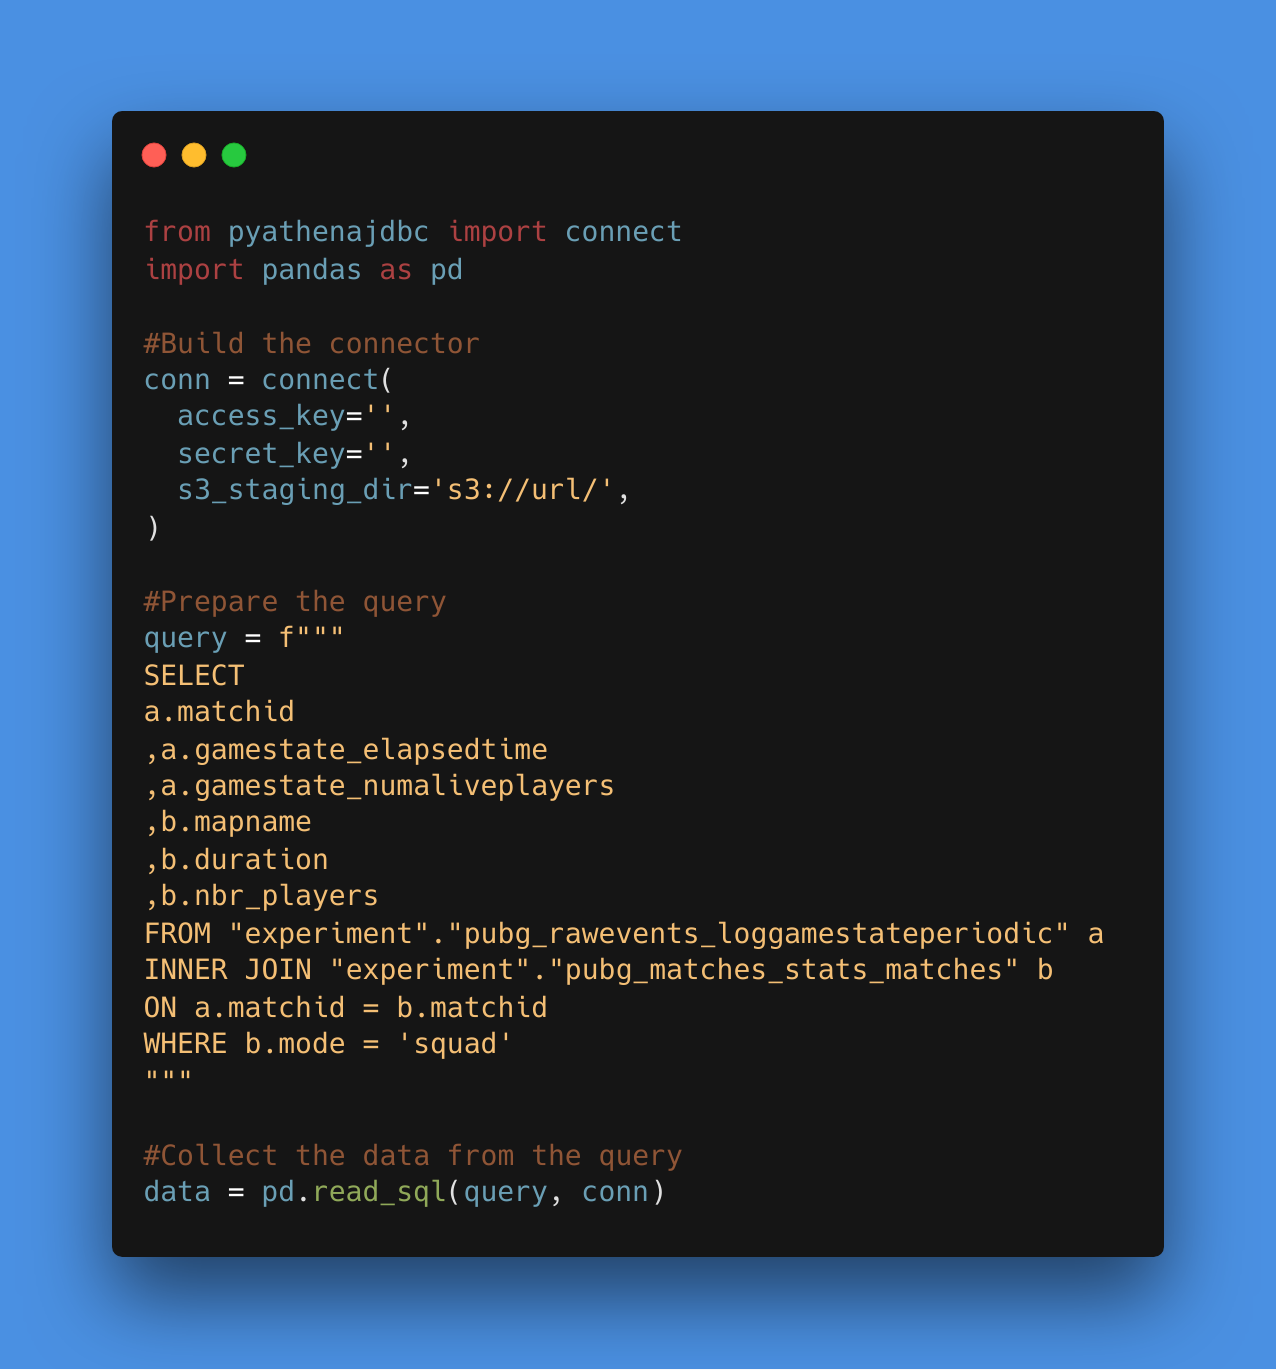 from pyathenajdbc import connect
import pandas as pd

#Build the connector
conn = connect(
  access_key='',
  secret_key='',
  s3_staging_dir='s3://url/',
)

#Prepare the query
query = f"""
SELECT
a.matchid
,a.gamestate_elapsedtime
,a.gamestate_numaliveplayers
,b.mapname
,b.duration
,b.nbr_players
FROM "experiment"."pubg_rawevents_loggamestateperiodic" a
INNER JOIN "experiment"."pubg_matches_stats_matches" b
ON a.matchid = b.matchid
WHERE b.mode = 'squad'
"""

#Collect the data from the query
data = pd.read_sql(query, conn)